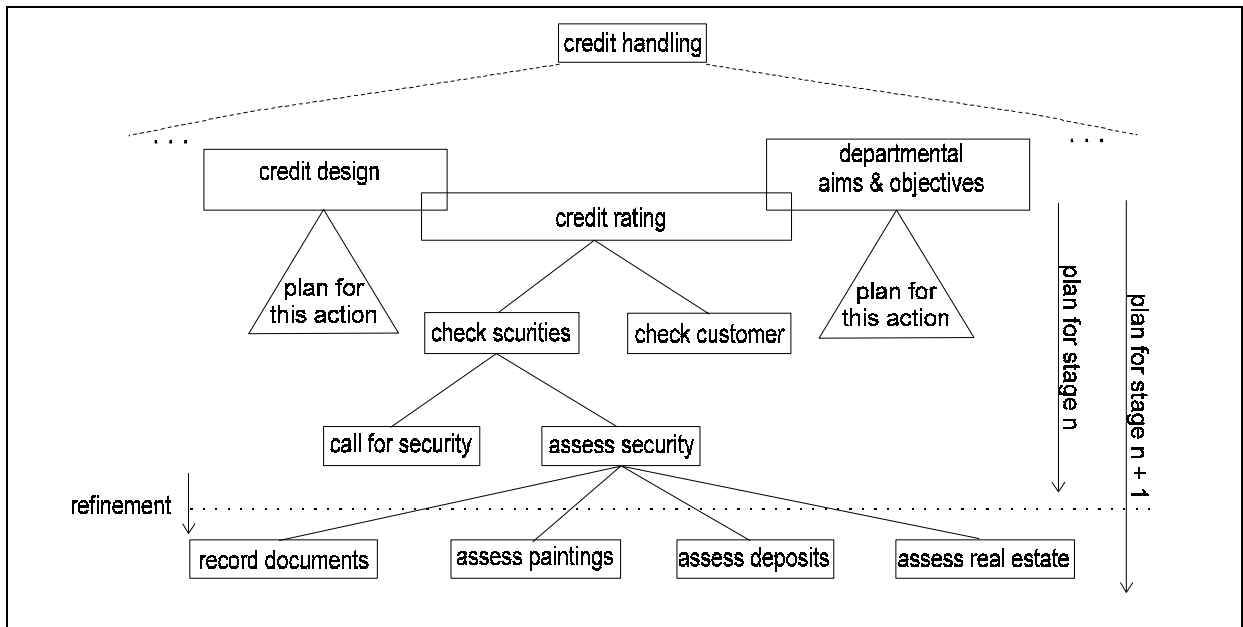 credit handling
. . .
. . .
credit design
departmental
aims & objectives
credit rating
plan for
this action
plan for
this action
check scurities
check customer
plan for stage n
plan for stage n + 1
call for security
assess security
refinement
record documents
assess paintings
assess deposits
assess real estate